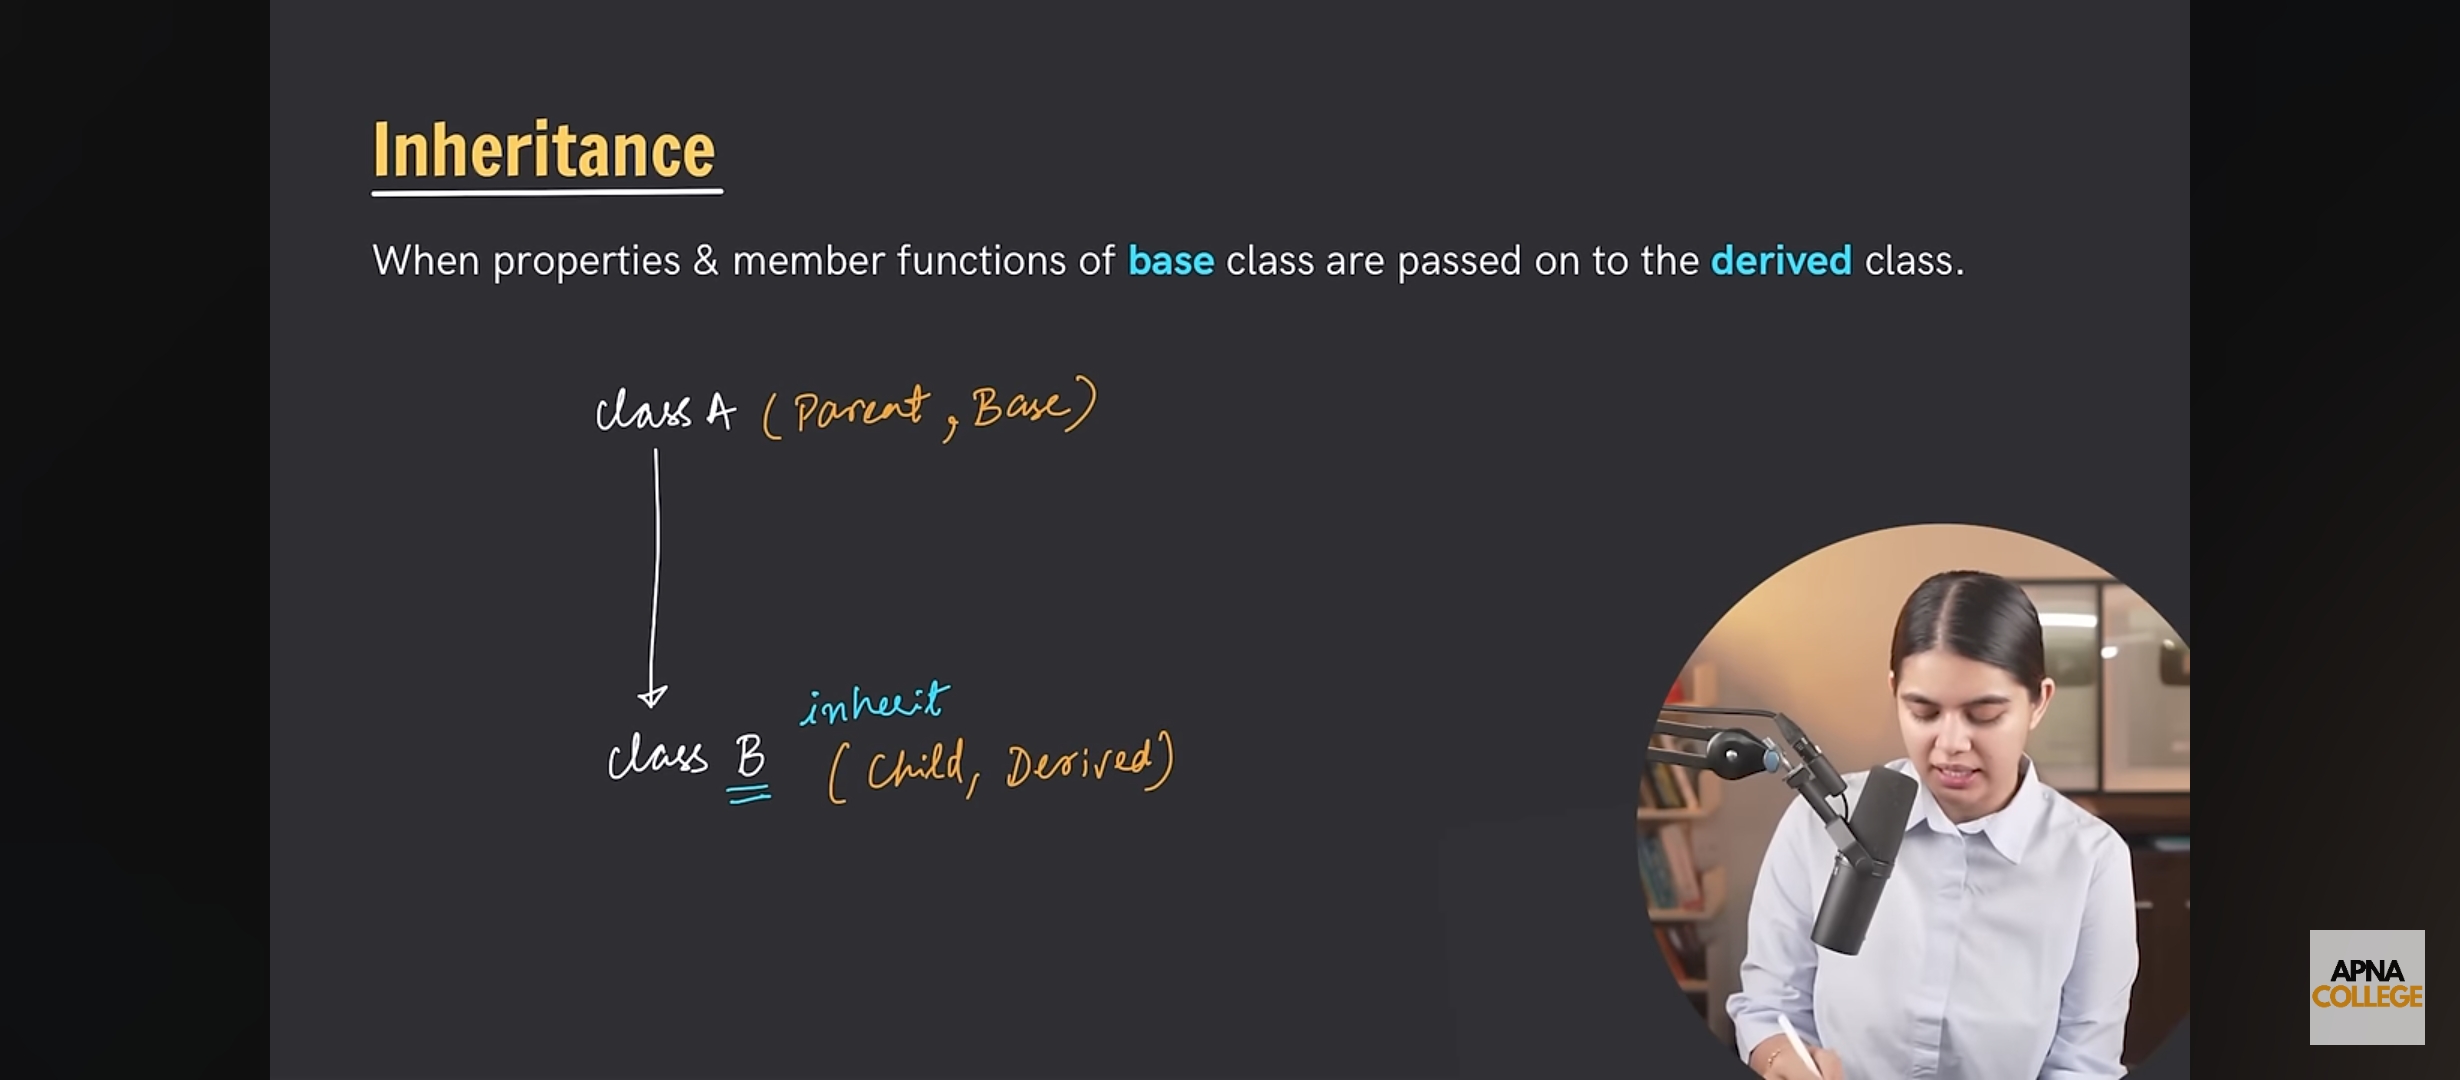 Inheritance
When properties & member functions of base class are passed on to the derived class.
class A (Parent, Base)
inherit
class B (Child, Derived)
APNA
COLLEGE